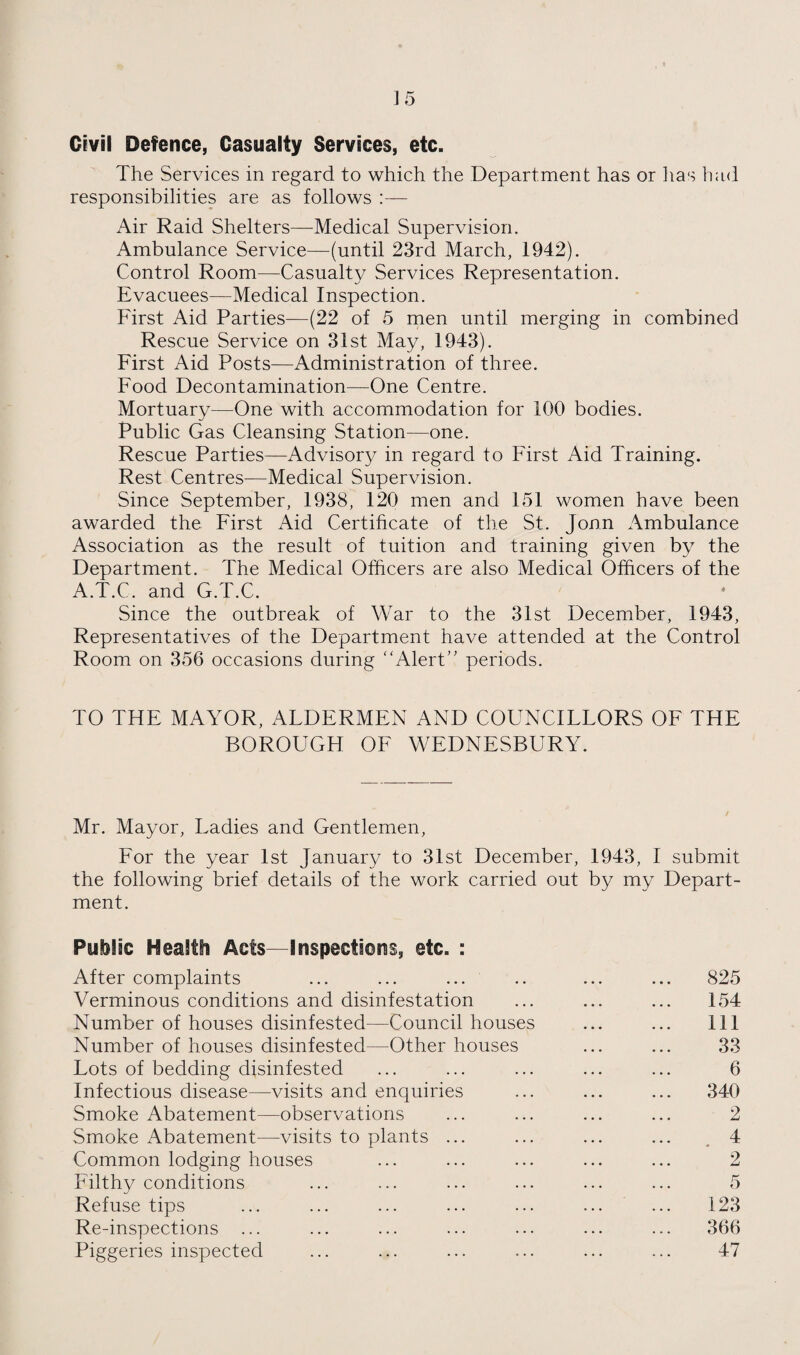 15
Civil Defence, Casualty Services, etc.
The Services in regard to which the Department has or has had
responsibilities are as follows :—
Air Raid Shelters—Medical Supervision.
Ambulance Service—(until 23rd March, 1942).
Control Room—Casualty Services Representation.
Evacuees—Medical Inspection.
First Aid Parties—(22 of 5 men until merging in combined
Rescue Service on 31st May, 1943).
First Aid Posts—Administration of three.
Food Decontamination—One Centre.
Mortuary—One with accommodation for 100 bodies.
Public Gas Cleansing Station—one.
Rescue Parties—Advisory in regard to First Aid Training.
Rest Centres—Medical Supervision.
Since September, 1938, 120 men and 151 women have been
awarded the First Aid Certificate of the St. Jonn Ambulance
Association as the result of tuition and training given by the
Department. The Medical Officers are also Medical Officers of the
A.T.C. and G.T.C.
Since the outbreak of War to the 31st December, 1943,
Representatives of the Department have attended at the Control
Room on 356 occasions during “Alert” periods.
TO THE MAYOR, ALDERMEN AND COUNCILLORS OF THE
BOROUGH OF WEDNESBURY.
Mr. Mayor, Ladies and Gentlemen,
For the year 1st January to 31st December, 1943, I submit
the following brief details of the work carried out by my Depart-
ment.
Public Health Acts—Inspections, etc. :
After complaints ... ... ... .. ... ... 825
Verminous conditions and disinfestation ... ... ... 154
Number of houses disinfested—Council houses ... ... 111
Number of houses disinfested—Other houses ... ... 33
Lots of bedding disinfested ... ... ... ... ... 6
Infectious disease—visits and enquiries ... ... ... 340
Smoke Abatement—observations ... ... ... ... 2
Smoke Abatement—visits to plants ... ... ... ... 4
Common lodging houses ... ... ... ... ... 2
Filthy conditions ... ... ... ... ... ... 5
Refuse tips ... ... ... ... ... ... ... 123
Re-inspections ... ... ... ... ... ... ... 366
Piggeries inspected ... ... ... ... ... ... 47